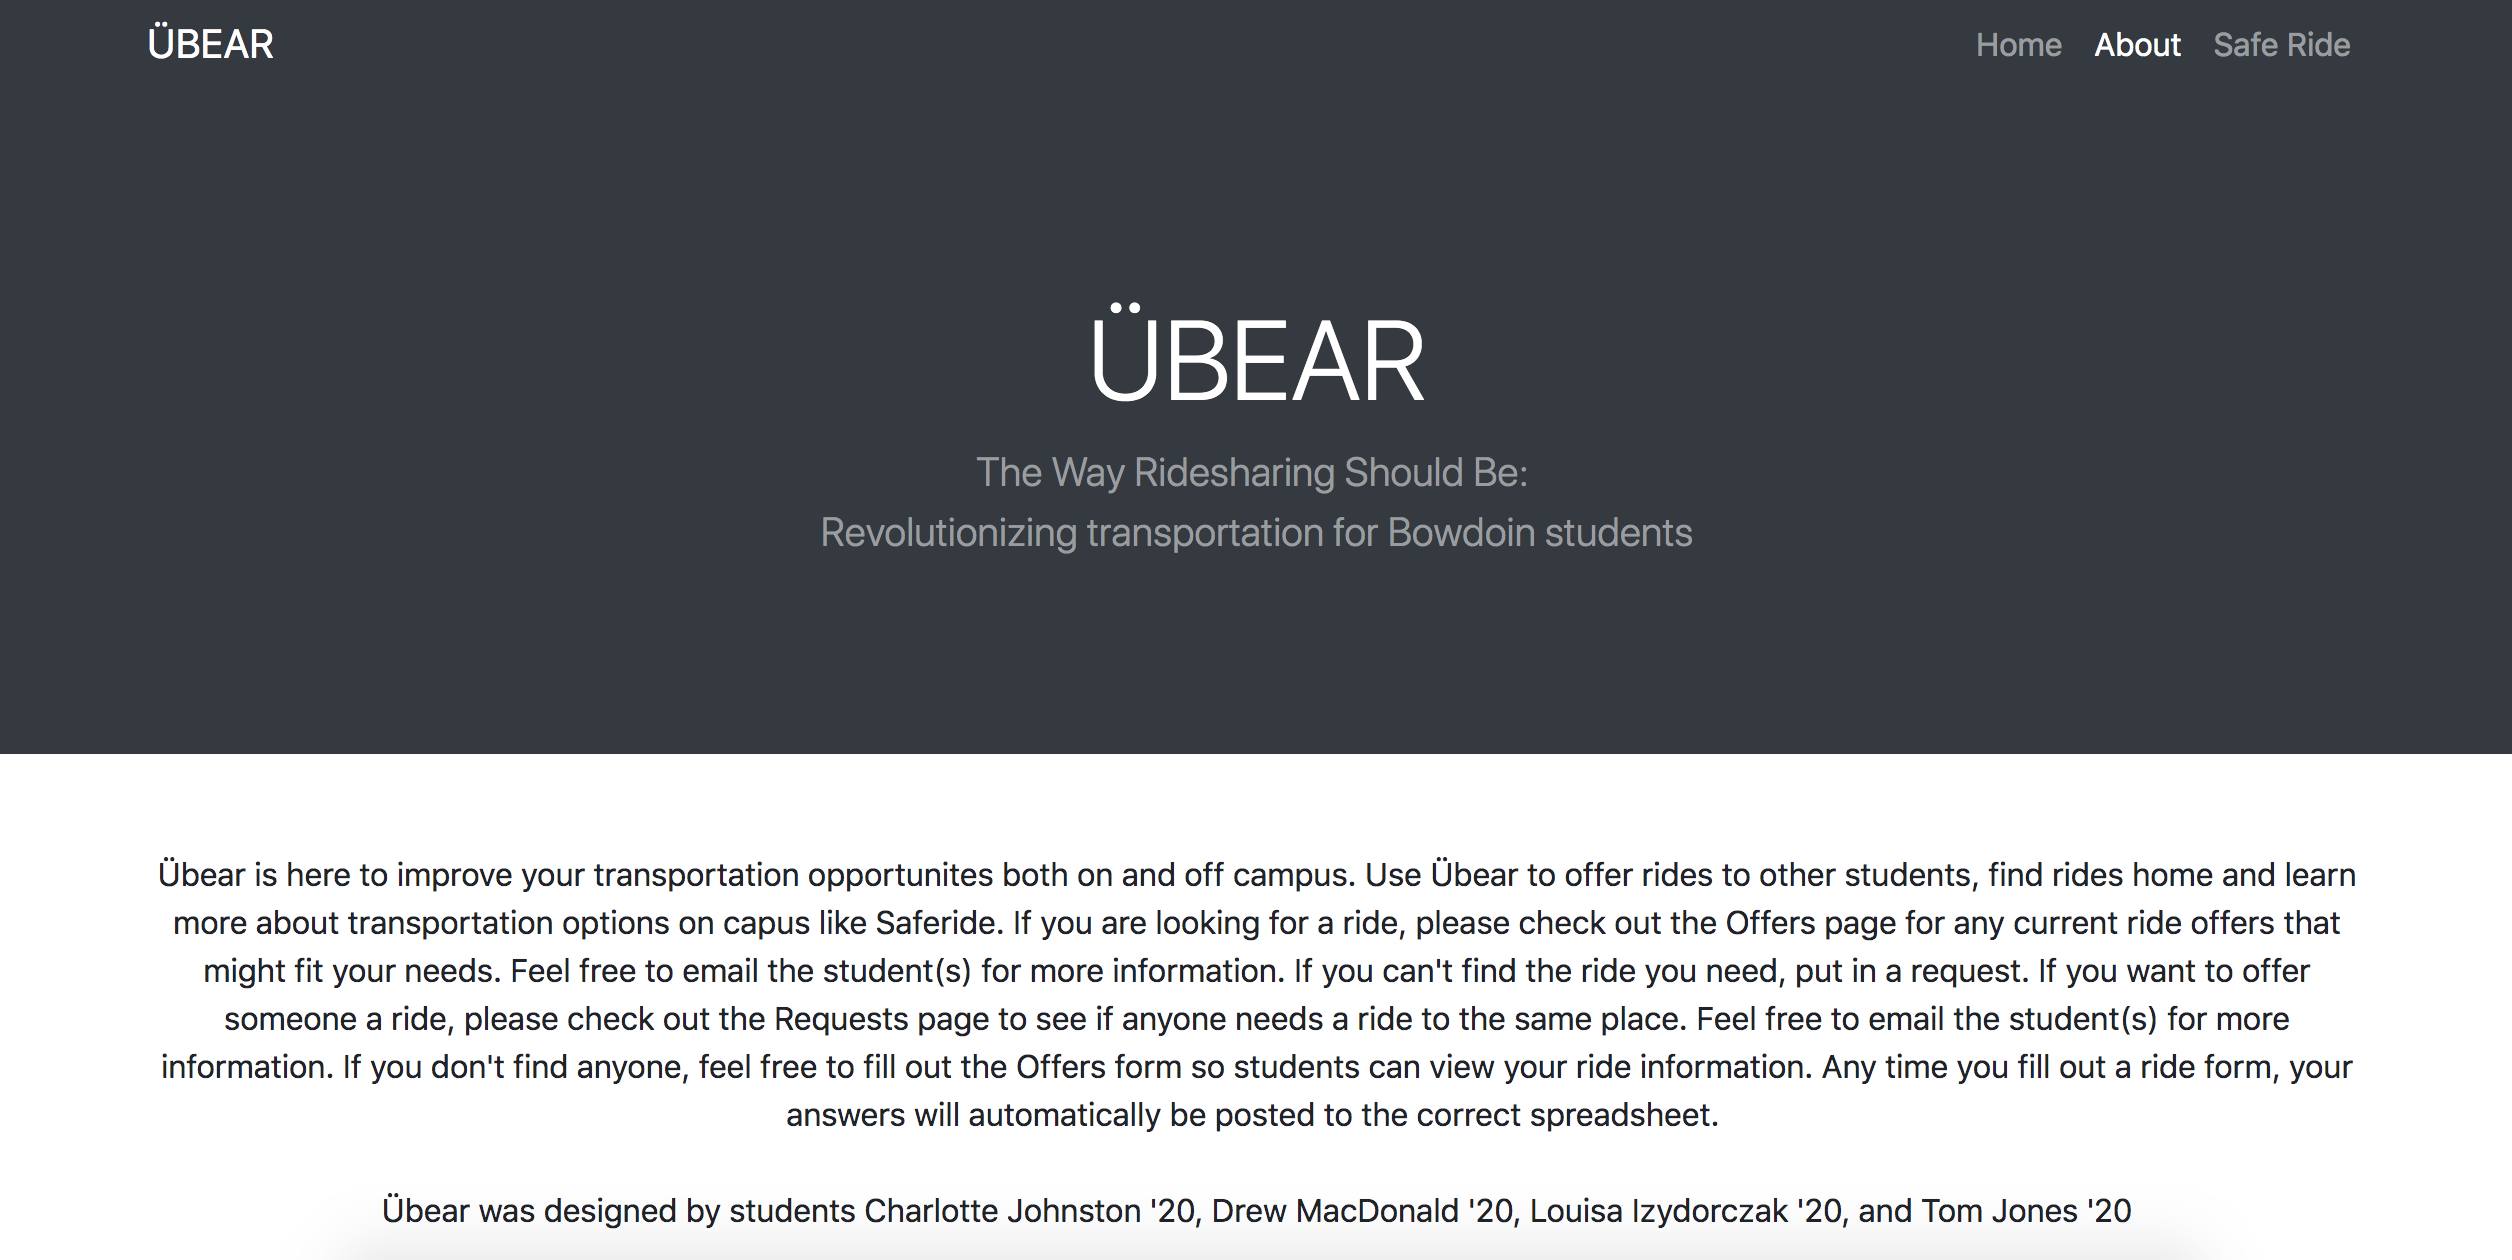 ÜBEAR
Home About Safe Ride
ÜBEAR
The Way Ridesharing Should Be:
Revolutionizing transportation for Bowdoin students
Übear is here to improve your transportation opportunites both on and off campus. Use Übear to offer rides to other students, find rides home and learn
more about transportation options on capus like Saferide. If you are looking for a ride, please check out the Offers page for any current ride offers that
might fit your needs. Feel free to email the student(s) for more information. If you can't find the ride you need, put in a request. If you want to offer
someone a ride, please check out the Requests page to see if anyone needs a ride to the same place. Feel free to email the student(s) for more
information. If you don't find anyone, feel free to fill out the Offers form so students can view your ride information. Any time you fill out a ride form, your
answers will automatically be posted to the correct spreadsheet.
Übear was designed by students Charlotte Johnston '20, Drew MacDonald '20, Louisa Izydorczak '20, and Tom Jones '20